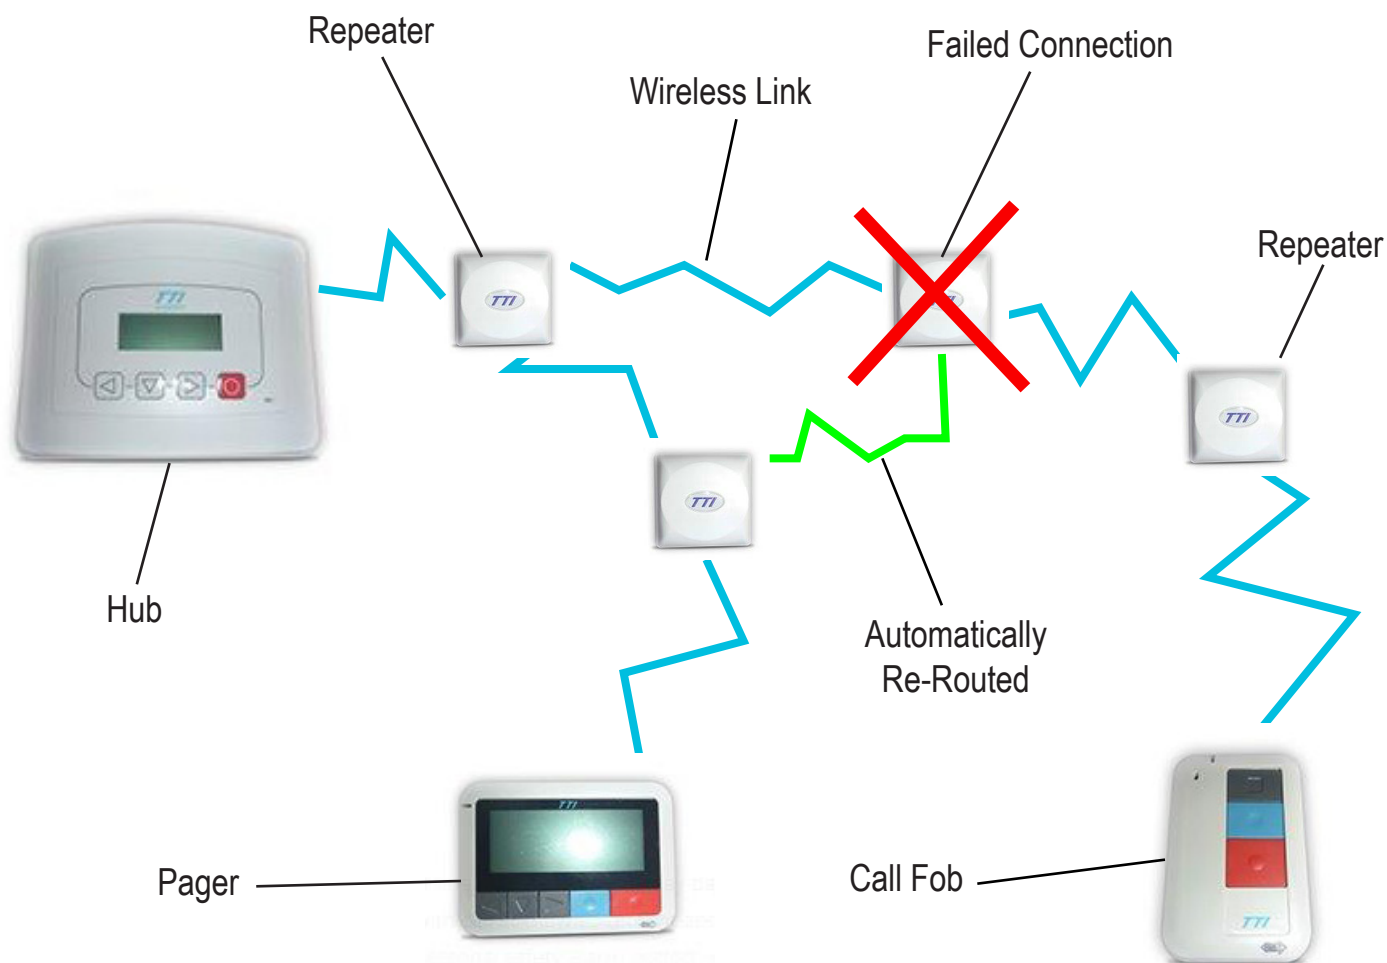 Repeater
Failed Connection
Wireless Link
Repeater
TTI
TTI
TTI
TTI
TTI
Hub
Automatically
Re-Routed
TTI
Pager
Call Fob
TTI